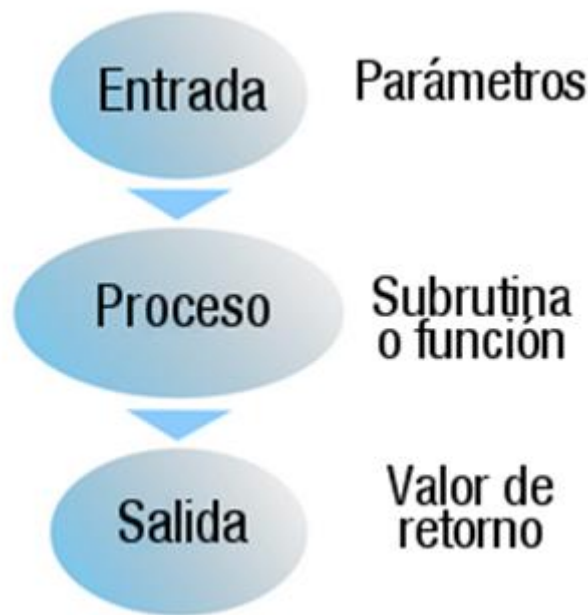 Entrada
Parámetros
Proceso
Subrutina
o función
Salida
Valor de
retorno